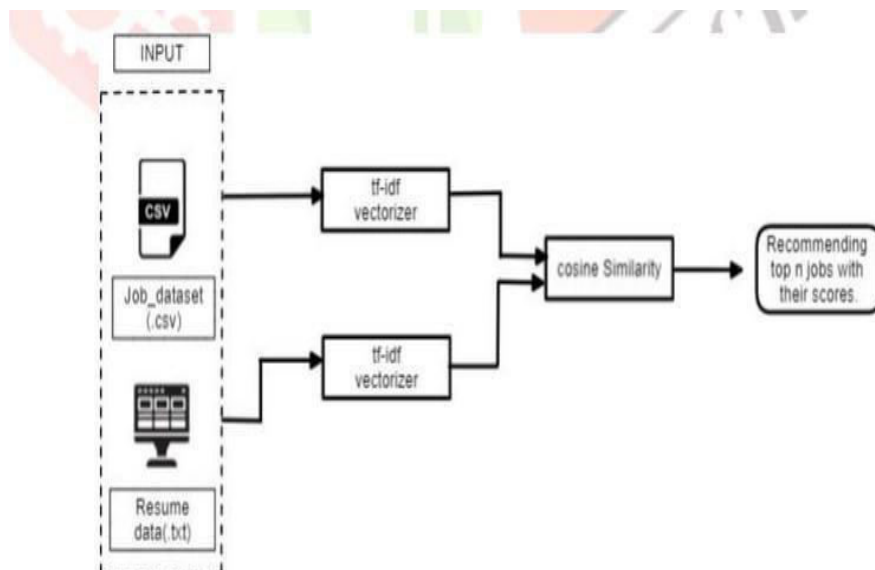 INPUT
CSV
Job_dataset
(.csv)
Resume
data(.txt)
tf-idf
vectorizer
tf-idf
vectorizer
cosine Similarity
Recommending
top n jobs with
their scores.